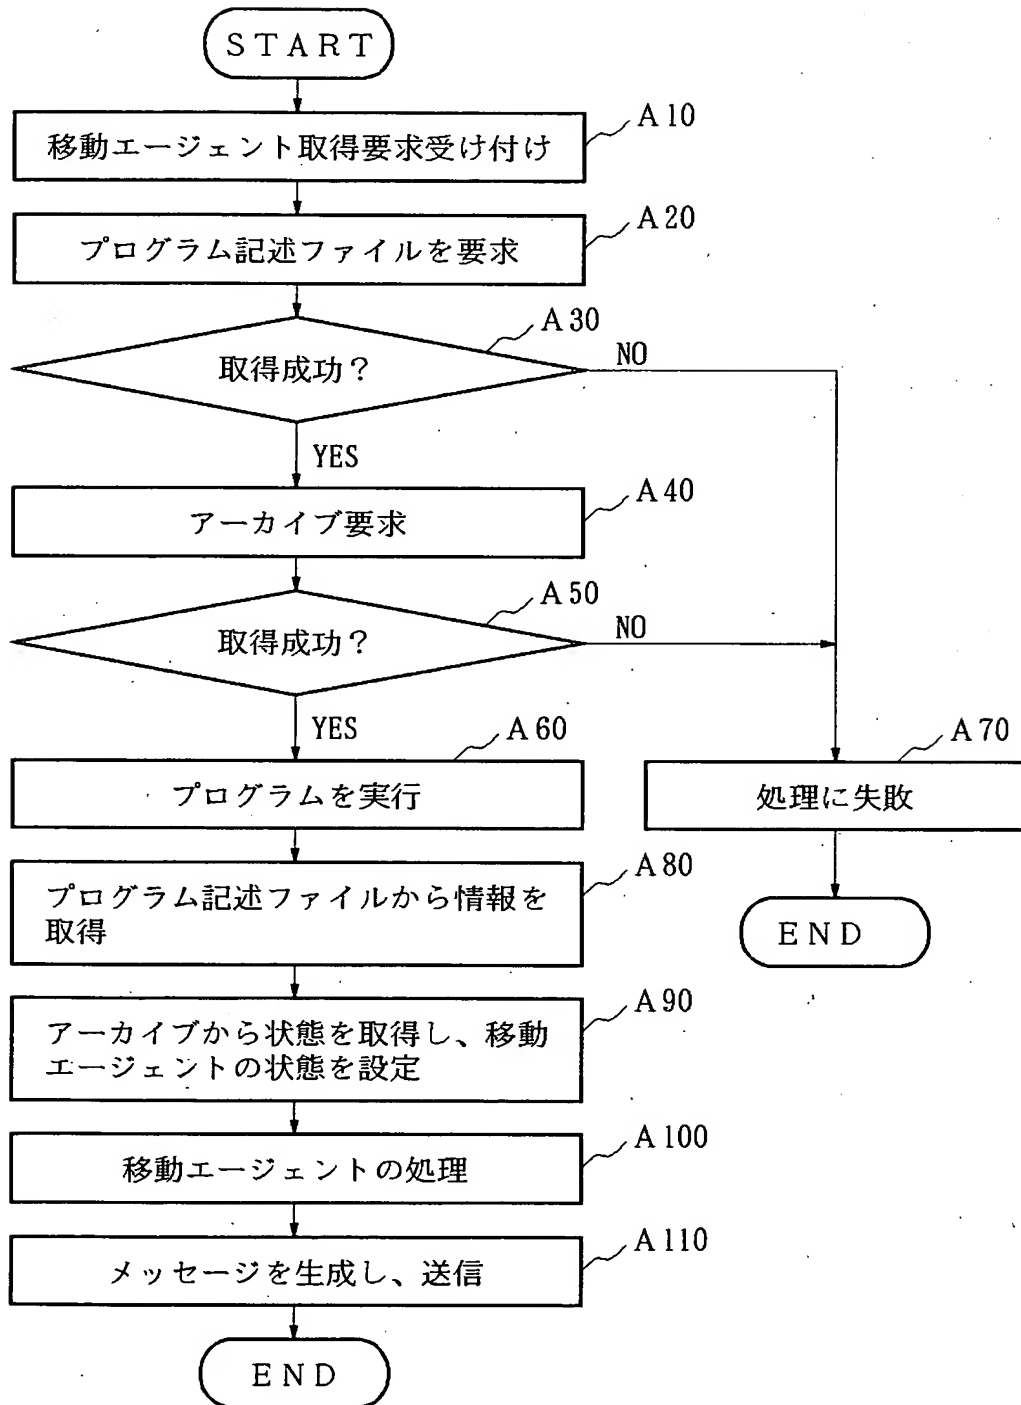 START
A10
移動エージェント取得要求受け付け
A20
プログラム記述ファイルを要求
A30
取得成功?
NO
YES
A40
アーカイブ要求
A50
取得成功?
NO
YES
A60
プログラムを実行
A70
処理に失敗
A80
プログラム記述ファイルから情報を
取得
END
A90
アーカイブから状態を取得し、移動
エージェントの状態を設定
A100
移動エージェントの処理
A110
メッセージを生成し、送信
END